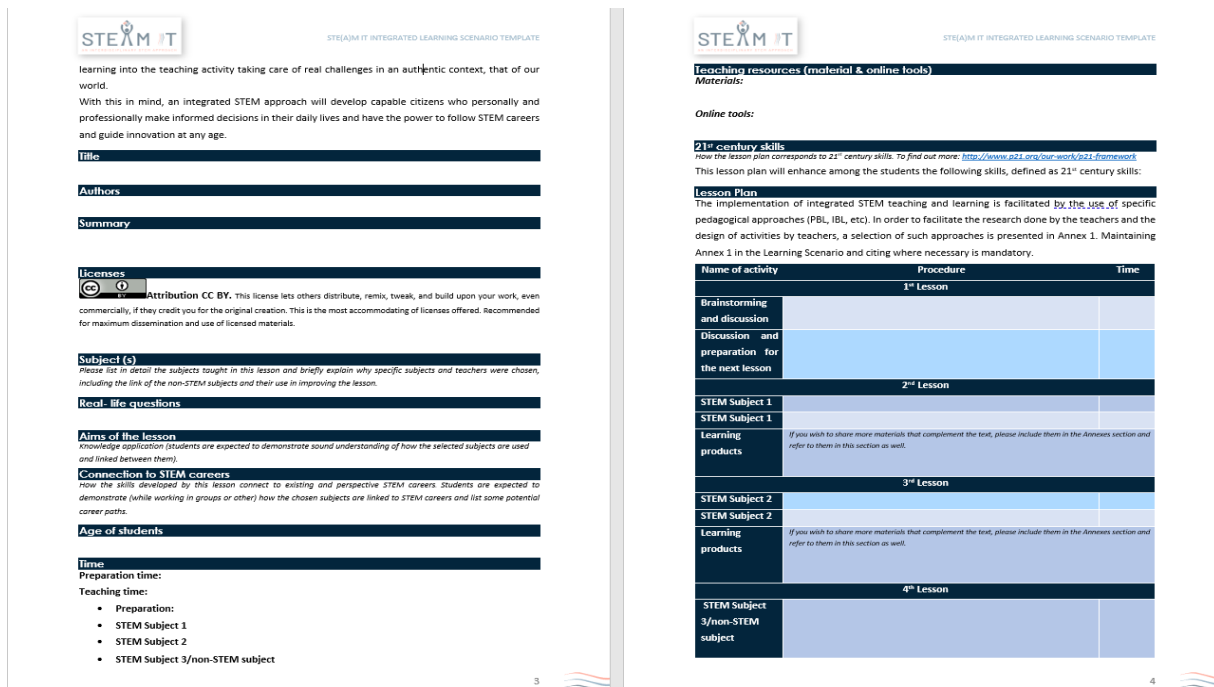 STEAM IT
STE(A)M IT INTEGRATED LEARNING SCENARIO TEMPLATE
learning into the teaching activity taking care of real challenges in an authentic context, that of our
world.
With this in mind, an integrated STEM approach will develop capable citizens who personally and
professionally make informed decisions in their daily lives and have the power to follow STEM careers
and guide innovation at any age.
Title
Authors
Summary
Licenses
cc BY
Attribution CC BY. This license lets others distribute, remix, tweak, and build upon your work, even
commercially, if they credit you for the original creation. This is the most accommodating of licenses offered. Recommended
for maximum dissemination and use of licensed materials.
Subject (s)
Please list in detail the subjects taught in this lesson and briefly explain why specific subjects and teachers were chosen,
including the link of the non-STEM subjects and their use in improving the lesson.
Real- life questions
Aims of the lesson
Knowledge application (students are expected to demonstrate sound understanding of how the selected subjects are used
and linked between them).
Connection to STEM careers
How the skills developed by this lesson connect to existing and perspective STEM careers. Students are expected to
demonstrate (while working in groups or other) how the chosen subjects are linked to STEM careers and list some potential
career paths.
Age of students
Time
Preparation time:
Teaching time:
• Preparation:
• STEM Subject 1
• STEM Subject 2
• STEM Subject 3/non-STEM subject
3
STEAM IT
STE(A)M IT INTEGRATED LEARNING SCENARIO TEMPLATE
Teaching resources (material & online tools)
Materials:
Online tools:
21st century skills
How the lesson plan corresponds to 21st century skills. To find out more: http://www.p21.org/our-work/p21-framework
This lesson plan will enhance among the students the following skills, defined as 21st century skills:
Lesson Plan
The implementation of integrated STEM teaching and learning is facilitated by the use of specific
pedagogical approaches (PBL, IBL, etc). In order to facilitate the research done by the teachers and the
design of activities by teachers, a selection of such approaches is presented in Annex 1. Maintaining
Annex 1 in the Learning Scenario and citing where necessary is mandatory.
Name of activity Procedure Time
1st Lesson
Brainstorming
and discussion
Discussion and
preparation for
the next lesson
2nd Lesson
STEM Subject 1
STEM Subject 1
Learning
products
If you wish to share more materials that complement the text, please include them in the Annexes section and
refer to them in this section as well.
3rd Lesson
STEM Subject 2
STEM Subject 2
Learning
products
If you wish to share more materials that complement the text, please include them in the Annexes section and
refer to them in this section as well.
4th Lesson
STEM Subject
3/non-STEM
subject
4